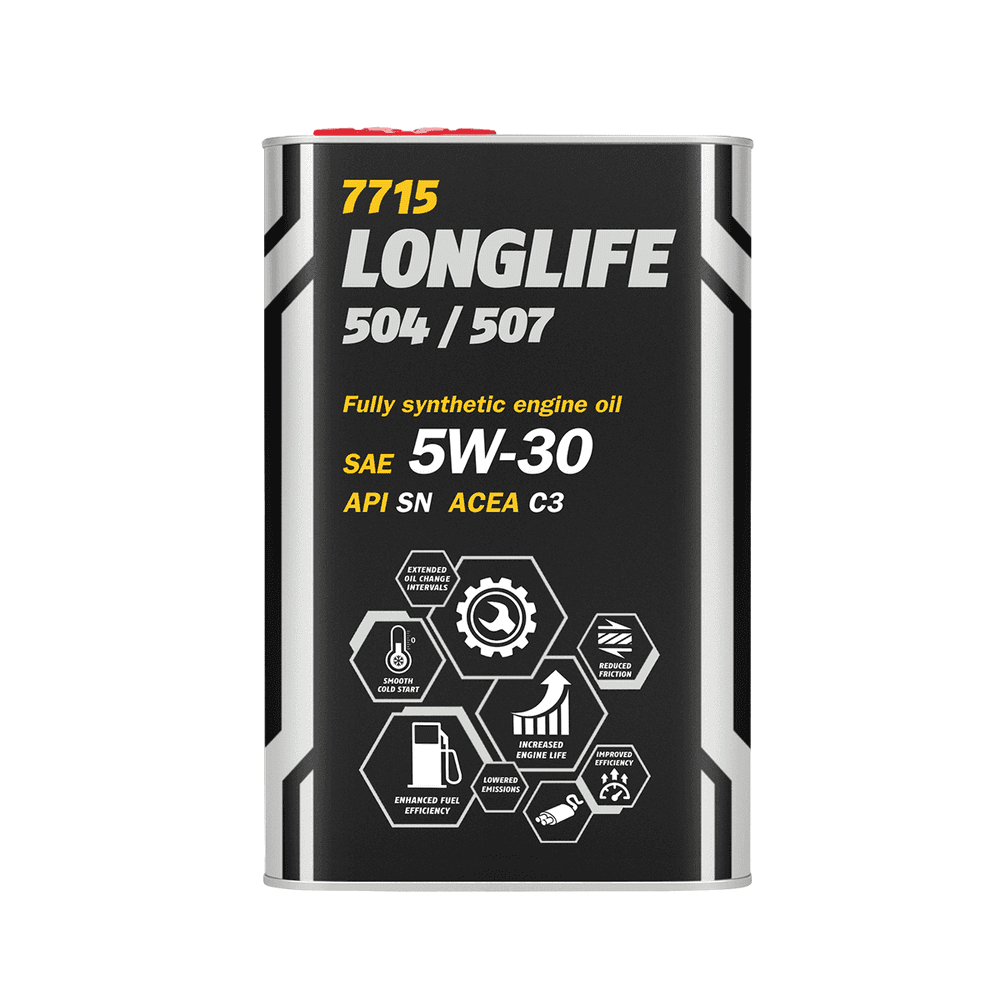 7715
LONGLIFE
504 / 507
Fully synthetic engine oil
SAE 5W-30
API SN ACEA C3
EXTENDED
OIL CHANGE
INTERVALS
0
SMOOTH
COLD START
REDUCED
FRICTION
INCREASED
ENGINE LIFE
IMPROVED
EFFICIENCY
LOWERED
EMISSIONS
ENHANCED FUEL
EFFICIENCY